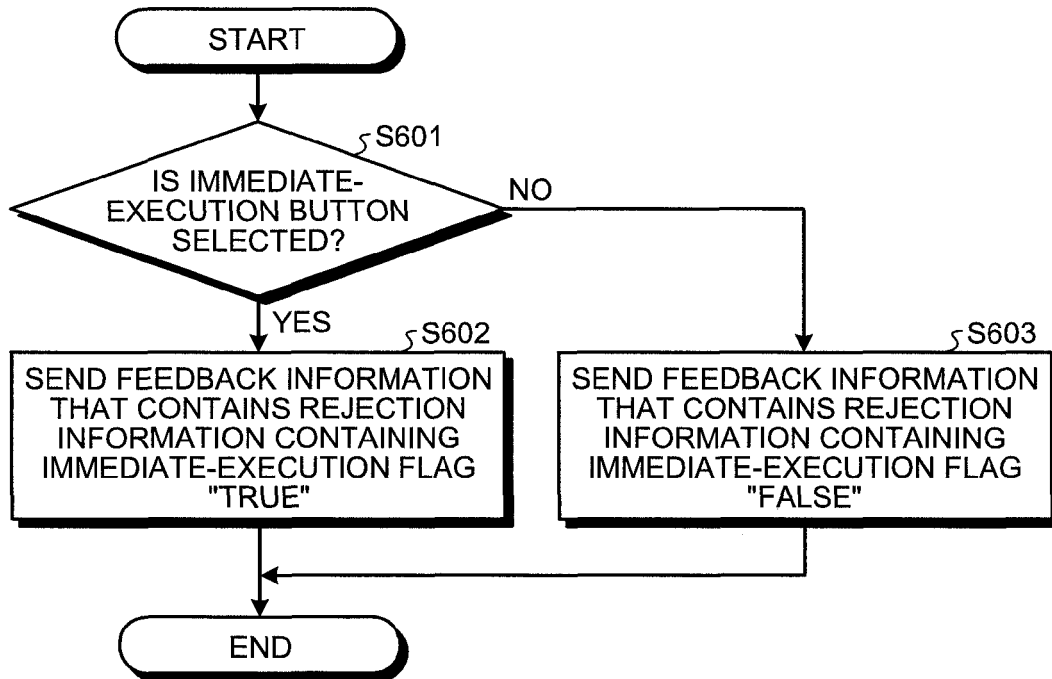 START
S601
IS IMMEDIATE-
EXECUTION BUTTON
SELECTED?
NO
YES
S602
SEND FEEDBACK INFORMATION
THAT CONTAINS REJECTION
INFORMATION CONTAINING
IMMEDIATE-EXECUTION FLAG
"TRUE"
S603
SEND FEEDBACK INFORMATION
THAT CONTAINS REJECTION
INFORMATION CONTAINING
IMMEDIATE-EXECUTION FLAG
"FALSE"
END